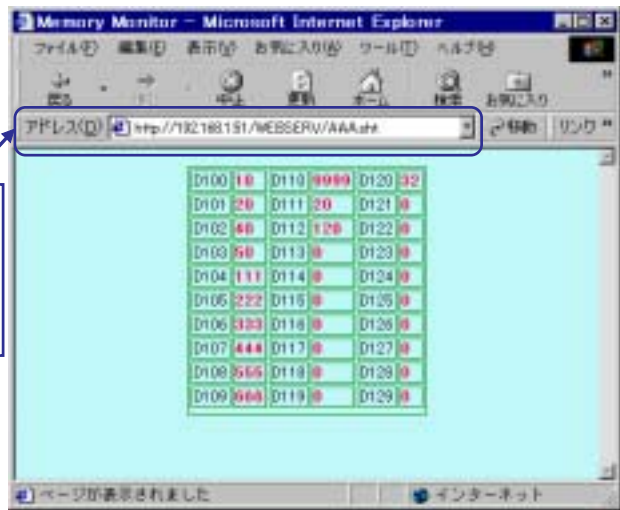 Memory Monitor - Microsoft Internet Explorer
ファイル(F) 編集(E) 表示(V) お気に入り(A) ツール(T) ヘルプ(H)
戻る 中止 更新 ホーム 検索 お気に入り
アドレス(D) http://192.168.1.51/WEBSERV/AAA.sht 移動 リンク
D100 10 D110 9999 D120 32
D101 20 D111 20 D121 0
D102 40 D112 120 D122 0
D103 50 D113 0 D123 0
D104 111 D114 0 D124 0
D105 222 D115 0 D125 0
D106 333 D116 0 D126 0
D107 444 D117 0 D127 0
D108 555 D118 0 D128 0
D109 666 D119 0 D129 0
ページが表示されました インターネット